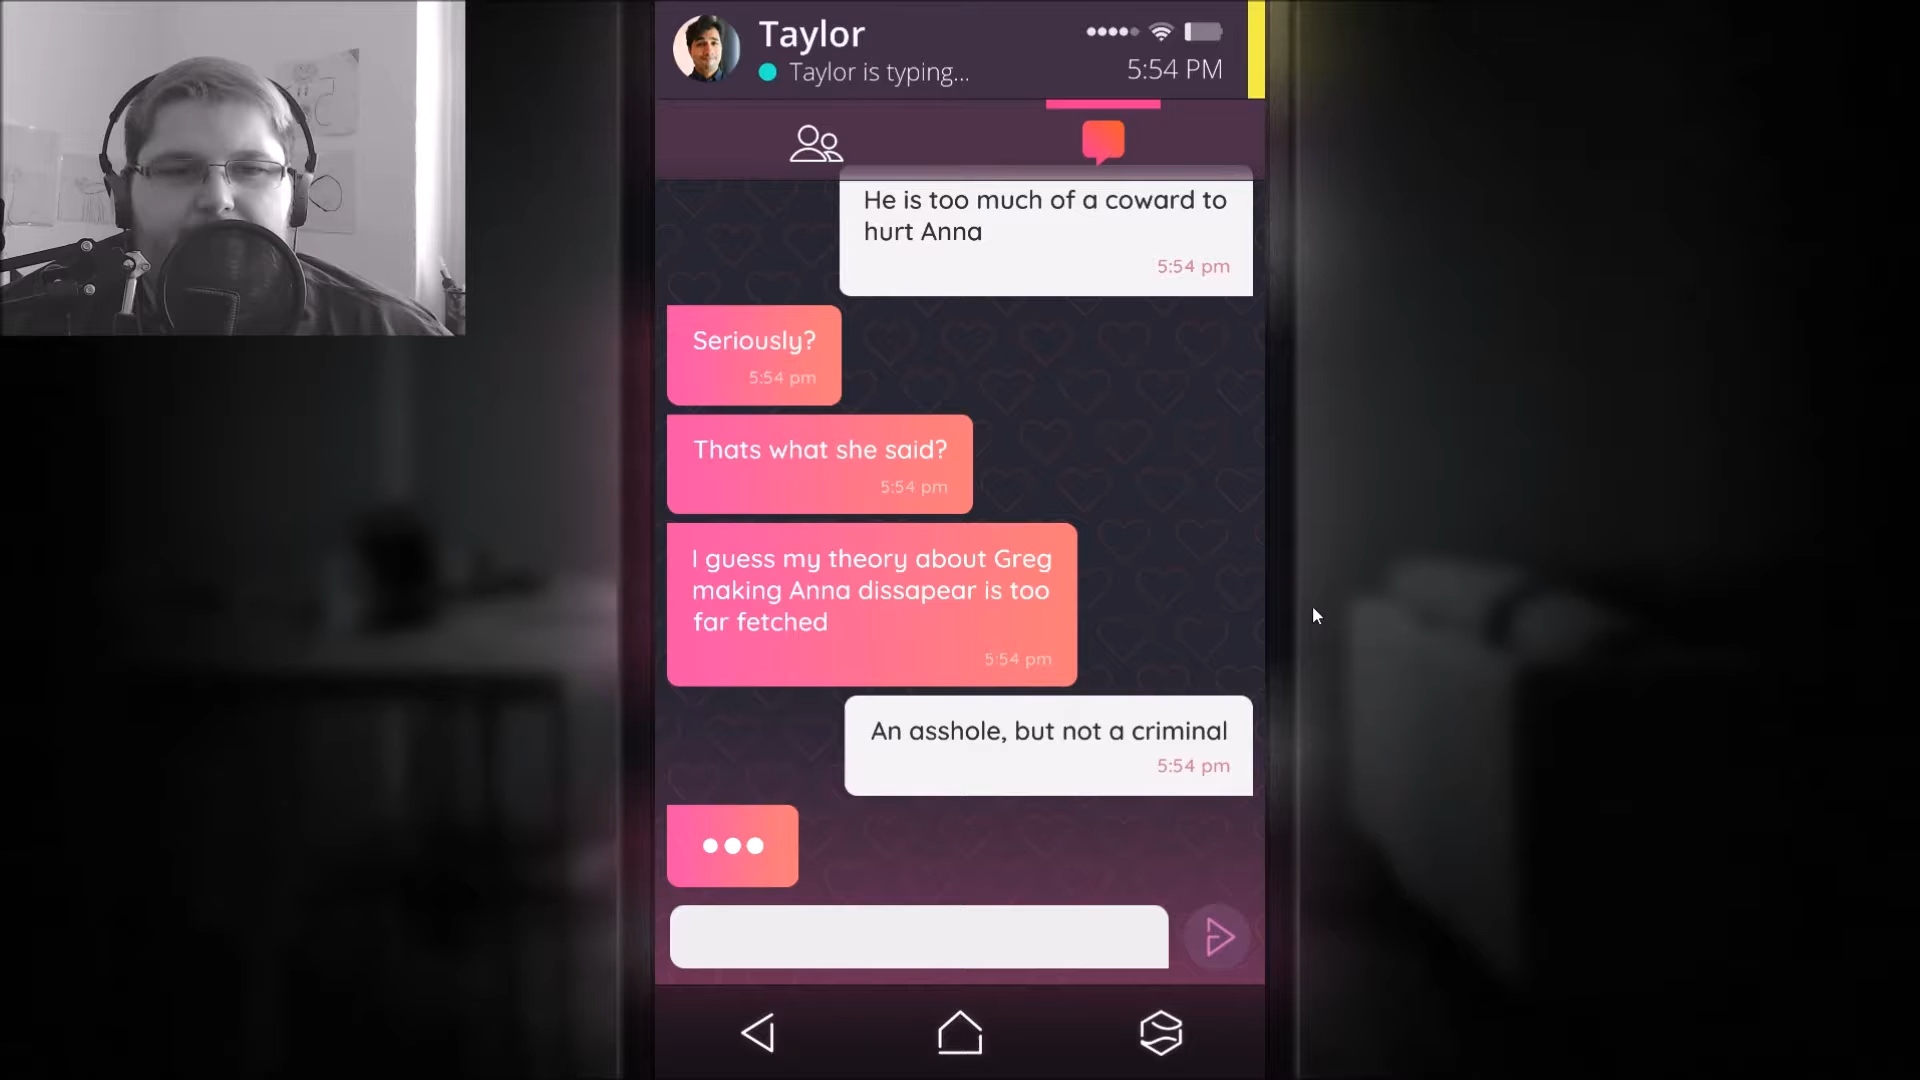 Taylor
Taylor is typing...
5:54 PM
He is too much of a coward to
hurt Anna
5:54 pm
Seriously?
5:54 pm
Thats what she said?
5:54 pm
I guess my theory about Greg
making Anna dissapear is too
far fetched
5:54 pm
An asshole, but not a criminal
5:54 pm